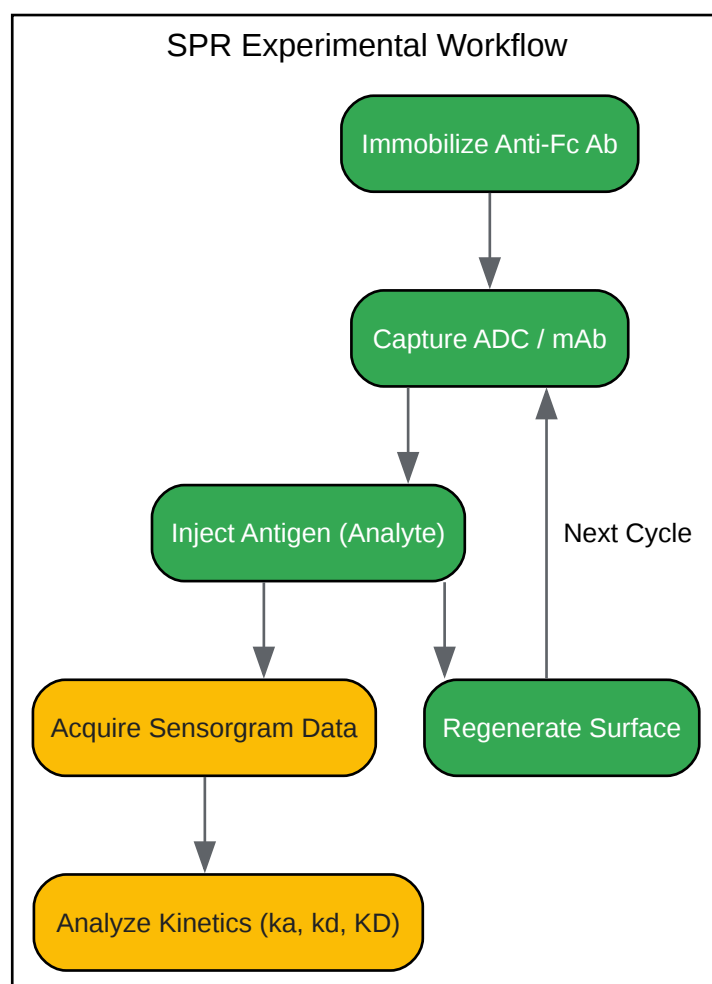 SPR Experimental Workflow
Immobilize Anti-Fc Ab
Capture ADC / mAb
Inject Antigen (Analyte)
Next Cycle
Acquire Sensorgram Data
Regenerate Surface
Analyze Kinetics (ka, kd, KD)